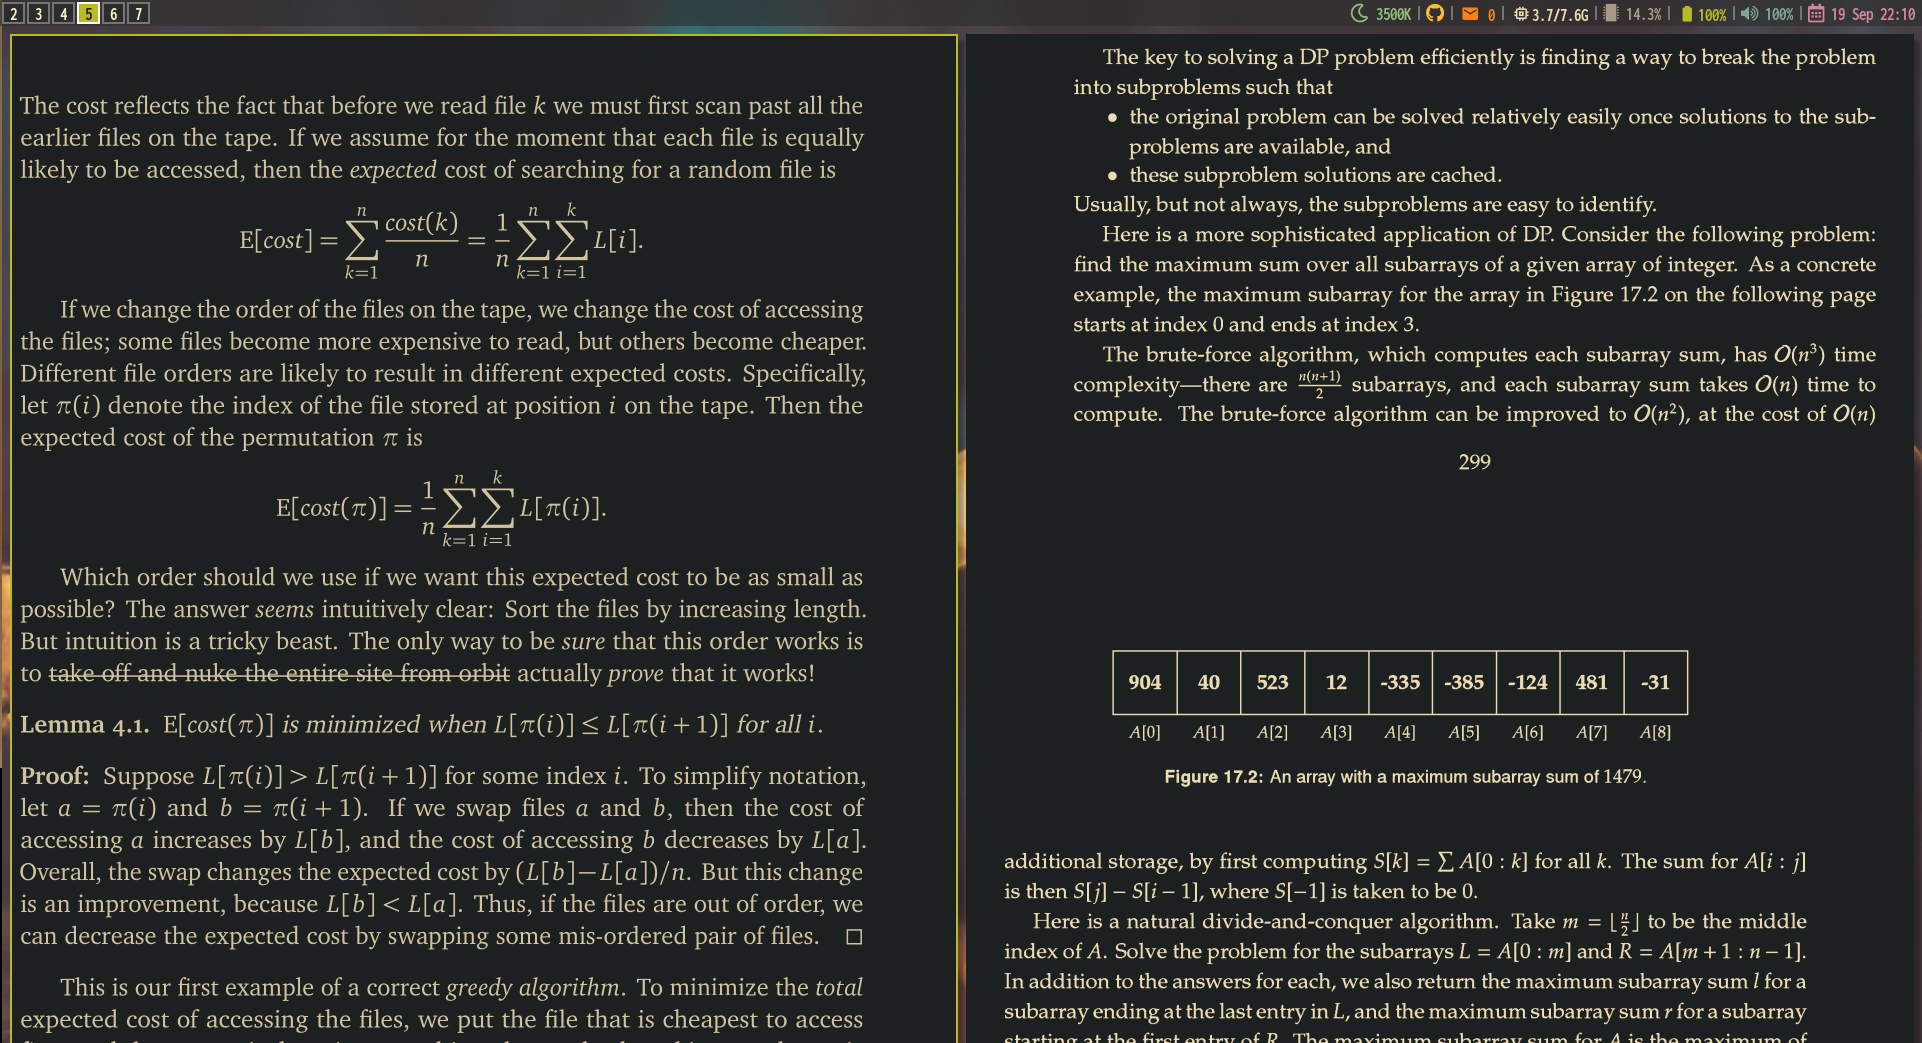 2 3 4 5 6 7
3500K | | 0 | 3.7/7.6G | 14.3% | 100% | 100% | 19 Sep 22:10
The cost reflects the fact that before we read file k we must first scan past all the
earlier files on the tape. If we assume for the moment that each file is equally
likely to be accessed, then the expected cost of searching for a random file is
E[cost] = ∑_{k=1}^{n} cost(k)/n = 1/n ∑_{k=1}^{n} ∑_{i=1}^{k} L[i].
If we change the order of the files on the tape, we change the cost of accessing
the files; some files become more expensive to read, but others become cheaper.
Different file orders are likely to result in different expected costs. Specifically,
let π(i) denote the index of the file stored at position i on the tape. Then the
expected cost of the permutation π is
E[cost(π)] = 1/n ∑_{k=1}^{n} ∑_{i=1}^{k} L[π(i)].
Which order should we use if we want this expected cost to be as small as
possible? The answer seems intuitively clear: Sort the files by increasing length.
But intuition is a tricky beast. The only way to be sure that this order works is
to take off and nuke the entire site from orbit actually prove that it works!
Lemma 4.1. E[cost(π)] is minimized when L[π(i)] ≤ L[π(i + 1)] for all i.
Proof: Suppose L[π(i)] > L[π(i + 1)] for some index i. To simplify notation,
let a = π(i) and b = π(i + 1). If we swap files a and b, then the cost of
accessing a increases by L[b], and the cost of accessing b decreases by L[a].
Overall, the swap changes the expected cost by (L[b]−L[a])/n. But this change
is an improvement, because L[b] < L[a]. Thus, if the files are out of order, we
can decrease the expected cost by swapping some mis-ordered pair of files. □
This is our first example of a correct greedy algorithm. To minimize the total
expected cost of accessing the files, we put the file that is cheapest to access
The key to solving a DP problem efficiently is finding a way to break the problem
into subproblems such that
• the original problem can be solved relatively easily once solutions to the sub-
problems are available, and
• these subproblem solutions are cached.
Usually, but not always, the subproblems are easy to identify.
Here is a more sophisticated application of DP. Consider the following problem:
find the maximum sum over all subarrays of a given array of integer. As a concrete
example, the maximum subarray for the array in Figure 17.2 on the following page
starts at index 0 and ends at index 3.
The brute-force algorithm, which computes each subarray sum, has O(n³) time
complexity—there are n(n+1)/2 subarrays, and each subarray sum takes O(n) time to
compute. The brute-force algorithm can be improved to O(n²), at the cost of O(n)
299
904 40 523 12 -335 -385 -124 481 -31
A[0] A[1] A[2] A[3] A[4] A[5] A[6] A[7] A[8]
Figure 17.2: An array with a maximum subarray sum of 1479.
additional storage, by first computing S[k] = ∑ A[0 : k] for all k. The sum for A[i : j]
is then S[j] − S[i − 1], where S[−1] is taken to be 0.
Here is a natural divide-and-conquer algorithm. Take m = ⌊n/2⌋ to be the middle
index of A. Solve the problem for the subarrays L = A[0 : m] and R = A[m + 1 : n − 1].
In addition to the answers for each, we also return the maximum subarray sum l for a
subarray ending at the last entry in L, and the maximum subarray sum r for a subarray
starting at the first entry of R. The maximum subarray sum for A is the maximum of